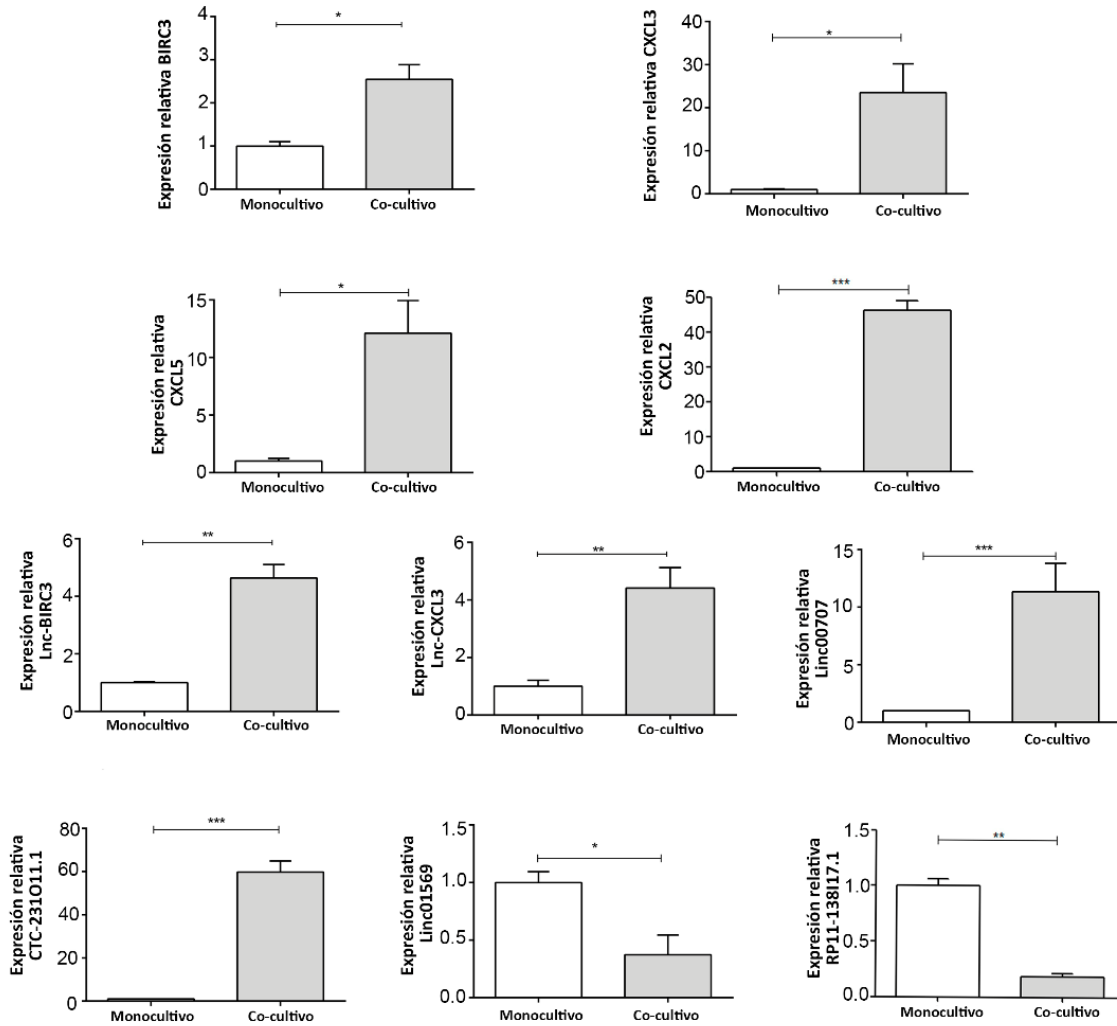 Expresión relativa BIRC3
*
4
3
2
1
0
Monocultivo
Co-cultivo
Expresión relativa CXCL3
*
40
30
20
10
0
Monocultivo
Co-cultivo
Expresión relativa
CXCL5
*
15
10
5
0
Monocultivo
Co-cultivo
Expresión relativa
CXCL2
***
50
40
30
20
10
0
Monocultivo
Co-cultivo
Expresión relativa
Lnc-BIRC3
**
6
4
2
0
Monocultivo
Co-cultivo
Expresión relativa
Lnc-CXCL3
**
6
4
2
0
Monocultivo
Co-cultivo
Expresión relativa
Linc00707
***
15
10
5
0
Monocultivo
Co-cultivo
Expresión relativa
CTC-231O11.1
***
80
60
40
20
0
Monocultivo
Co-cultivo
Expresión relativa
Linc01569
*
1.5
1.0
0.5
0.0
Monocultivo
Co-cultivo
Expresión relativa
RP11-138I17.1
**
1.5
1.0
0.5
0.0
Monocultivo
Co-cultivo